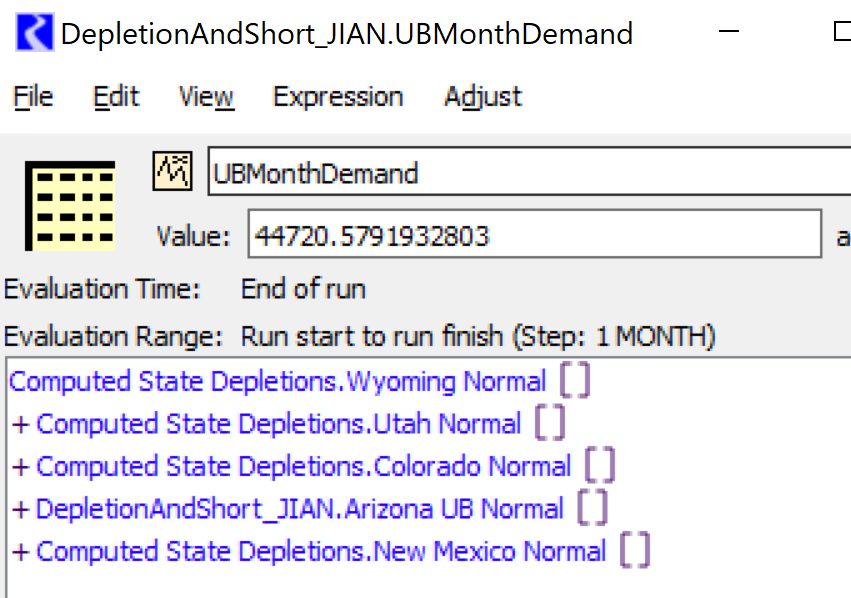 DepletionAndShort_JIAN.UBMonthDemand
File Edit View Expression Adjust
UBMonthDemand
Value: 44720.5791932803 a
Evaluation Time: End of run
Evaluation Range: Run start to run finish (Step: 1 MONTH)
Computed State Depletions.Wyoming Normal []
+ Computed State Depletions.Utah Normal []
+ Computed State Depletions.Colorado Normal []
+ DepletionAndShort_JIAN.Arizona UB Normal []
+ Computed State Depletions.New Mexico Normal []